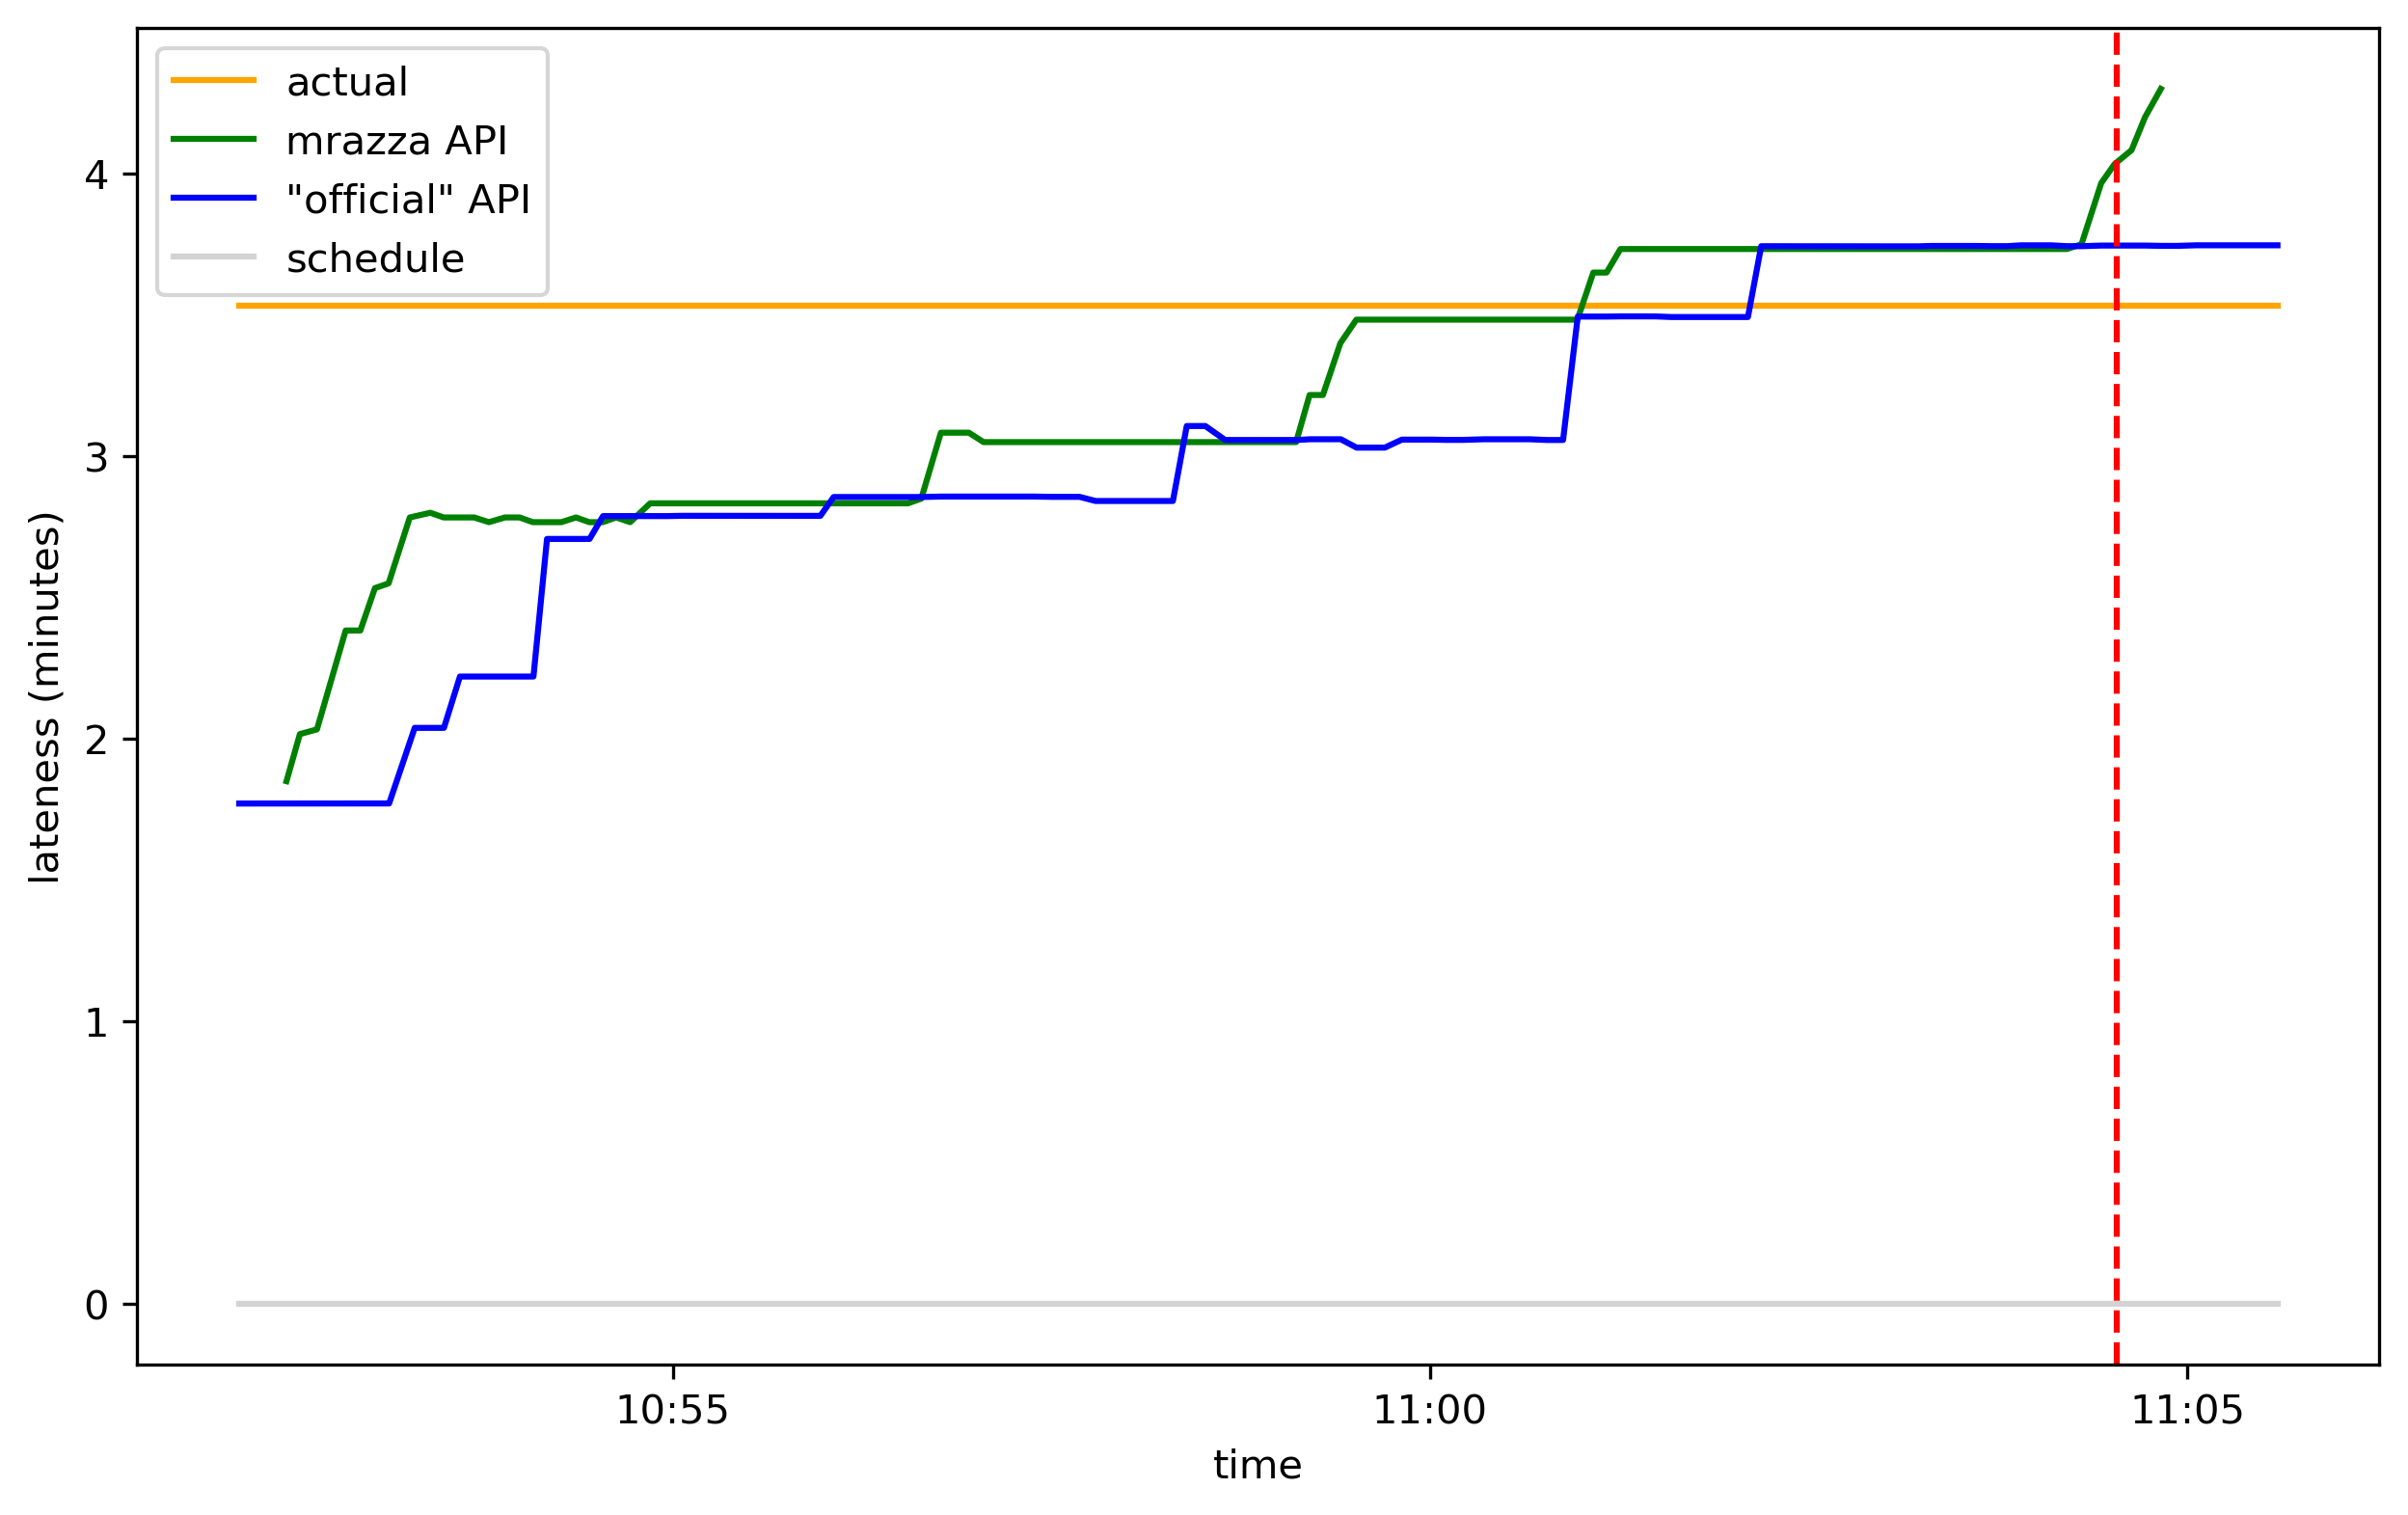 actual
mrazza API
"official" API
schedule
4
3
2
1
0
lateness (minutes)
10:55
11:00
11:05
time